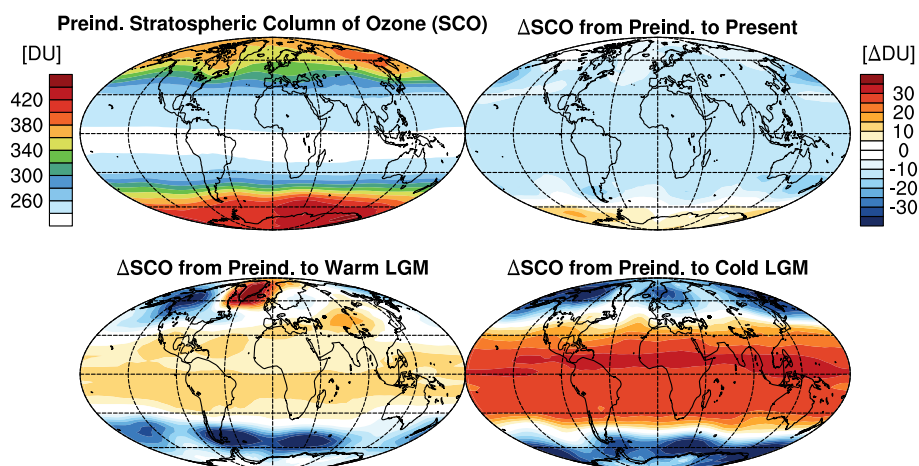 Preind. Stratospheric Column of Ozone (SCO)
ΔSCO from Preind. to Present
[DU]
420
380
340
300
260
[ΔDU]
30
20
10
0
-10
-20
-30
ΔSCO from Preind. to Warm LGM
ΔSCO from Preind. to Cold LGM